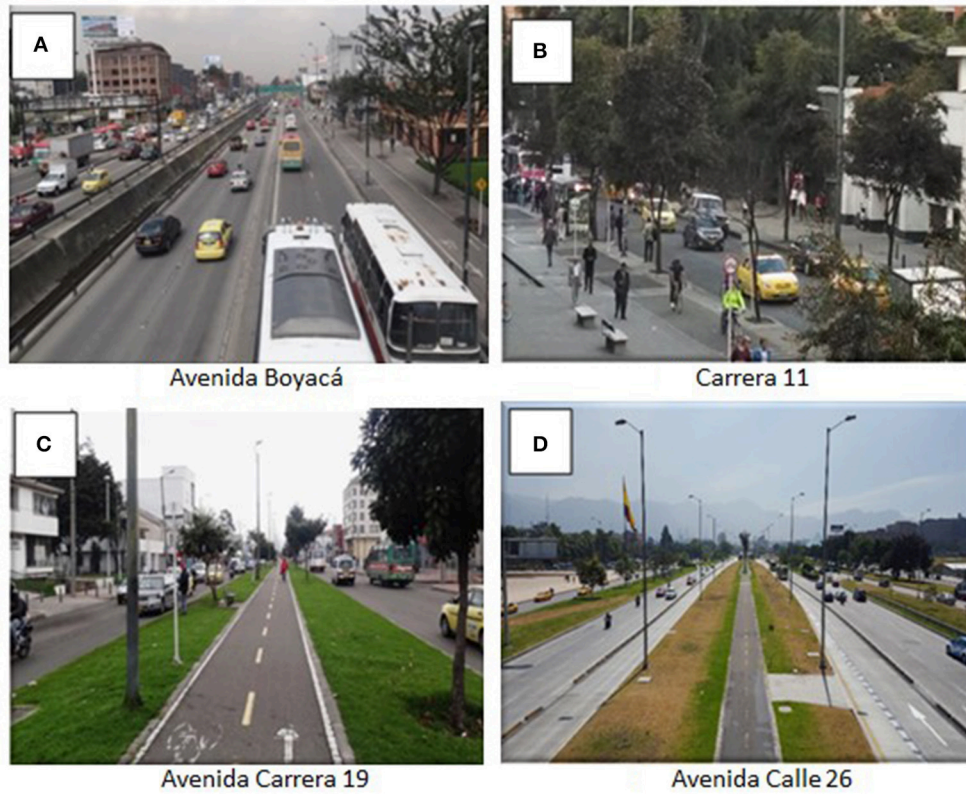 A
B
Avenida Boyacá
Carrera 11
C
D
Avenida Carrera 19
Avenida Calle 26